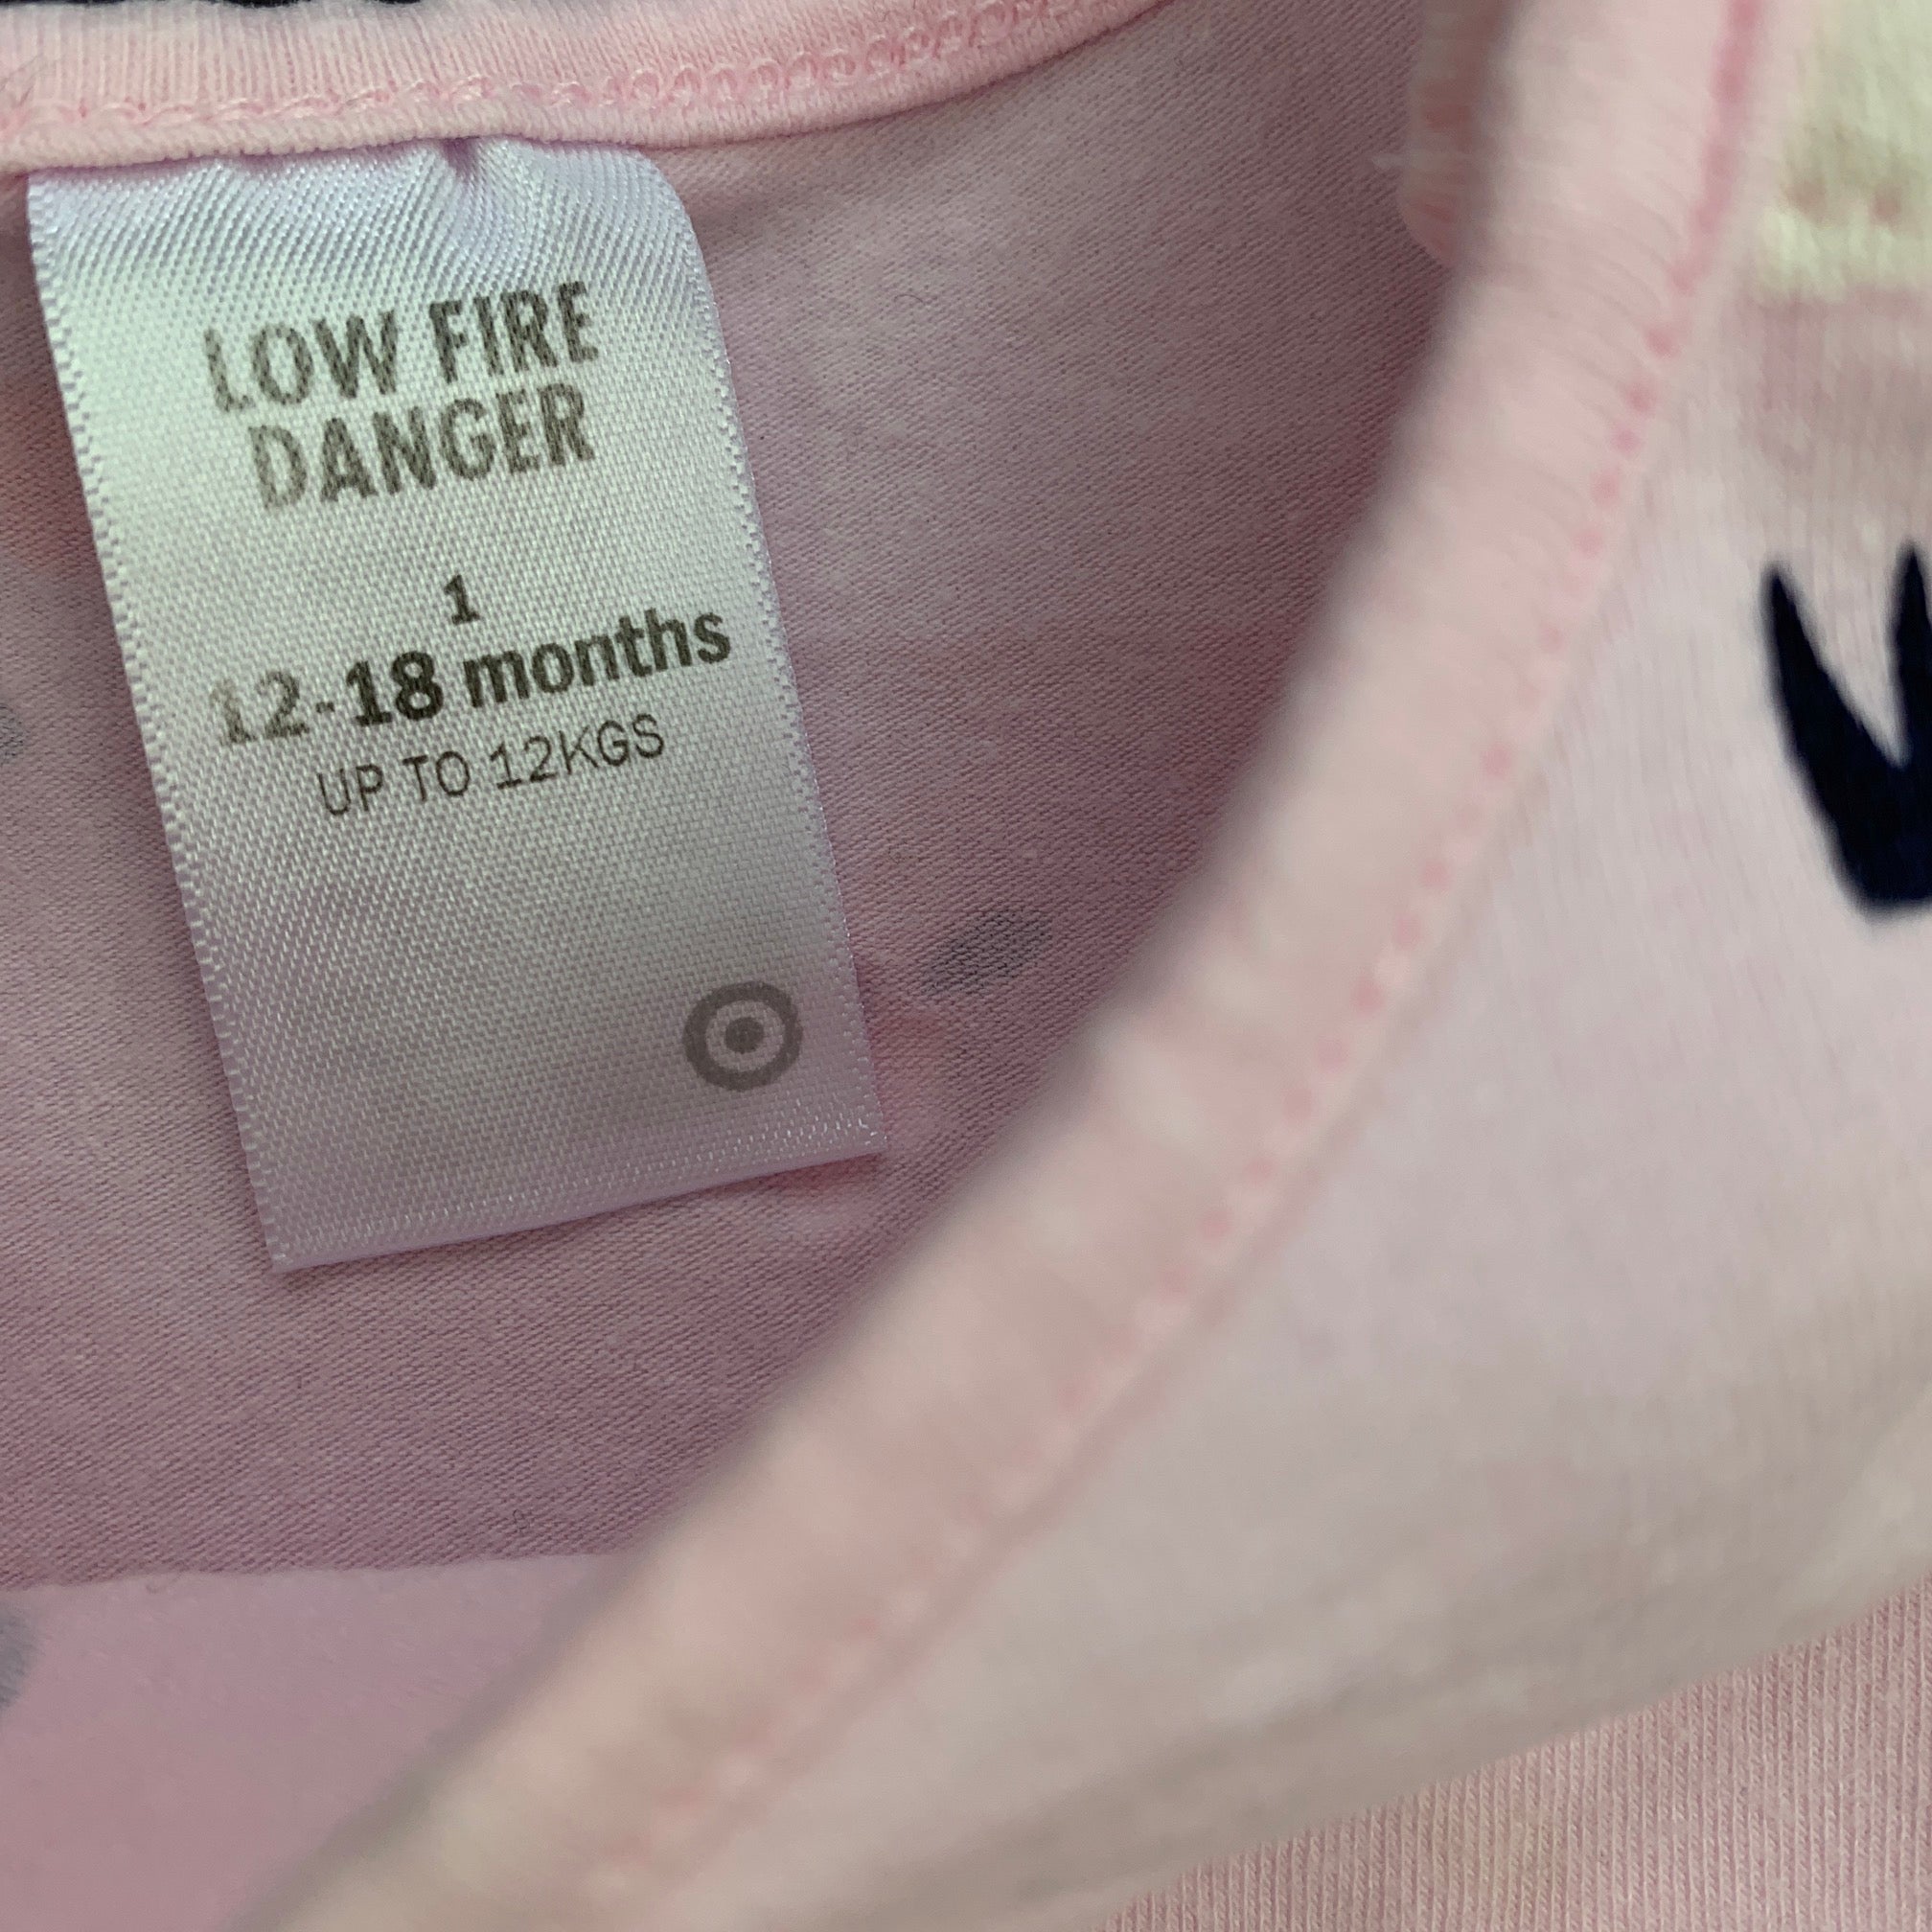 LOW FIRE
DANGER
1
12-18 months
UP TO 12KGS